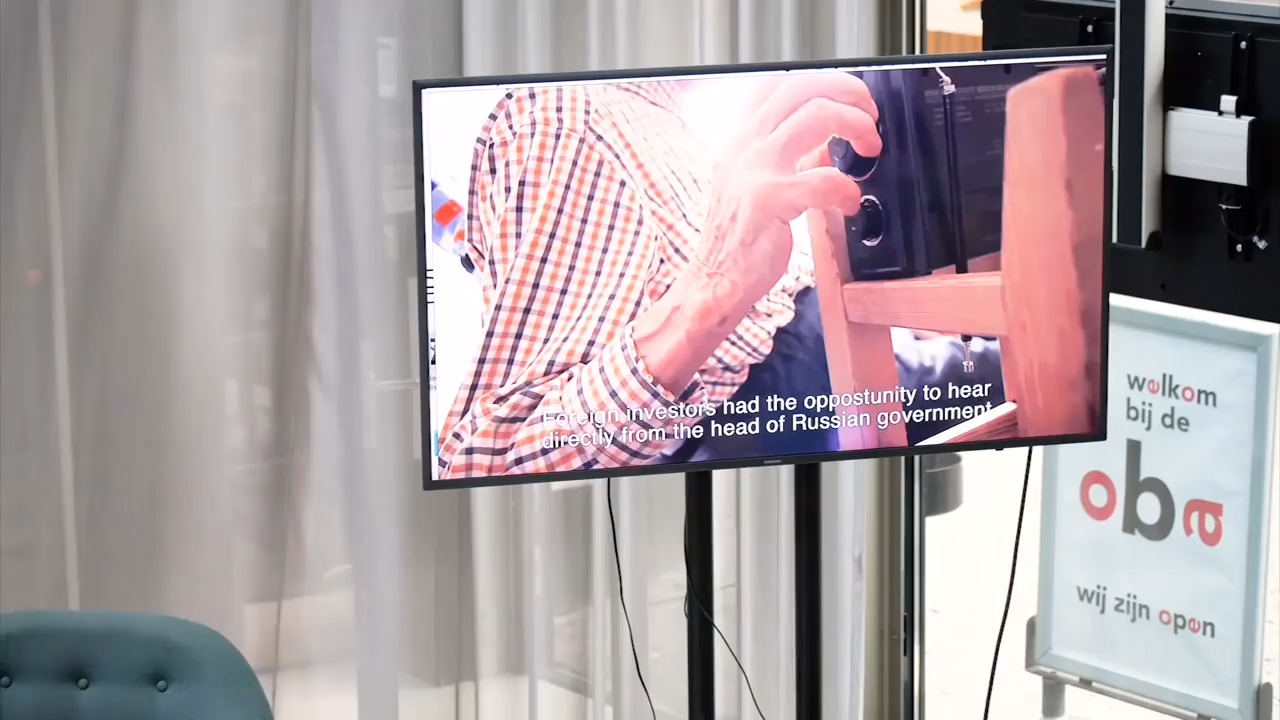 Foreign investors had the oppostunity to hear
directly from the head of Russian government
welkom
bij de
oba
wij zijn open